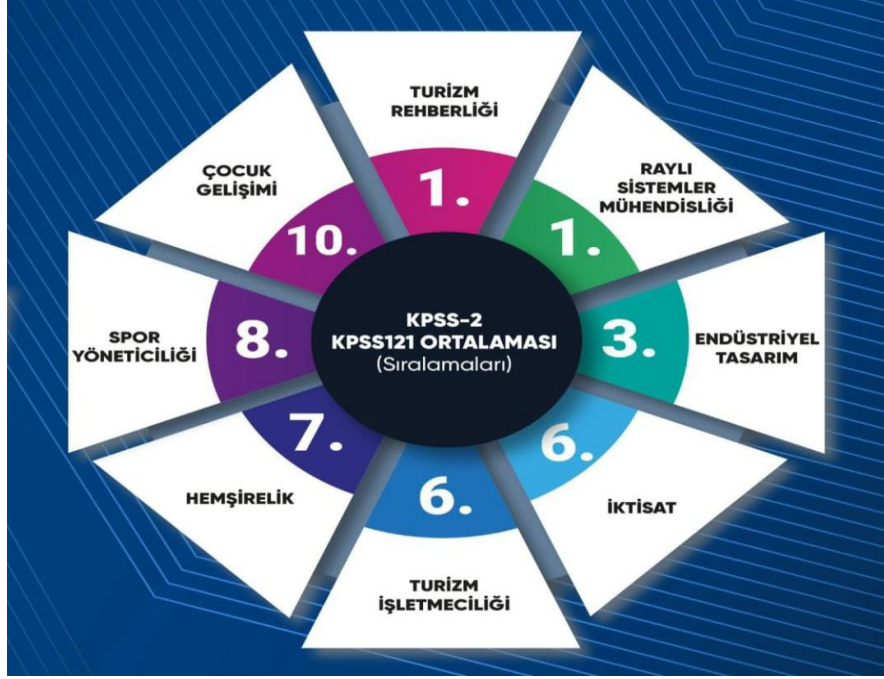 TURİZM
REHBERLİĞİ
1.
RAYLI
SİSTEMLER
MÜHENDİSLİĞİ
1.
ENDÜSTRİYEL
TASARIM
3.
İKTİSAT
6.
TURİZM
İŞLETMECİLİĞİ
6.
HEMŞİRELİK
7.
SPOR
YÖNETİCİLİĞİ
8.
ÇOCUK
GELİŞİMİ
10.
KPSS-2
KPSS121 ORTALAMASI
(Sıralamaları)